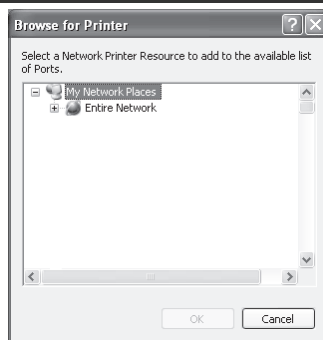 Browse for Printer
Select a Network Printer Resource to add to the available list
of Ports.
My Network Places
Entire Network
OK
Cancel